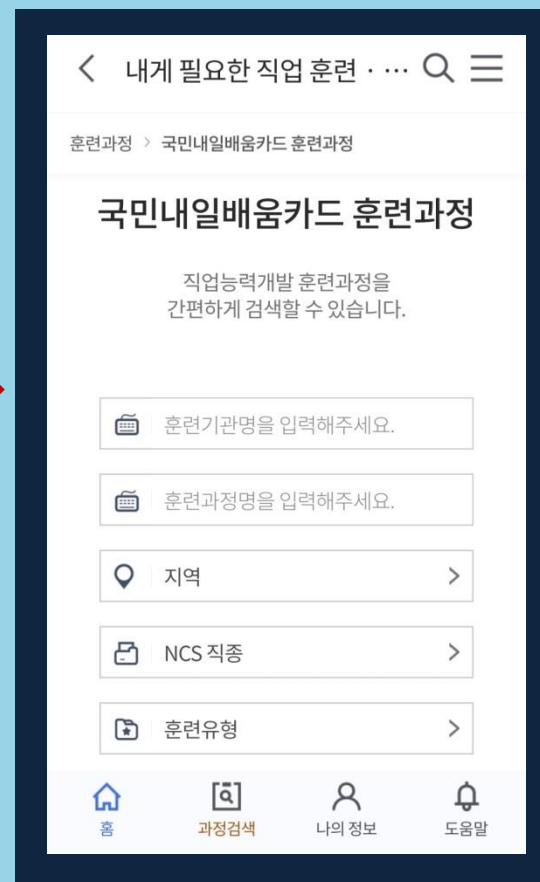 내게 필요한 직업 훈련 · ···
훈련과정 > 국민내일배움카드 훈련과정
국민내일배움카드 훈련과정
직업능력개발 훈련과정을
간편하게 검색할 수 있습니다.
훈련기관명을 입력해주세요.
훈련과정명을 입력해주세요.
지역
NCS 직종
훈련유형
홈 과정검색 나의 정보 도움말